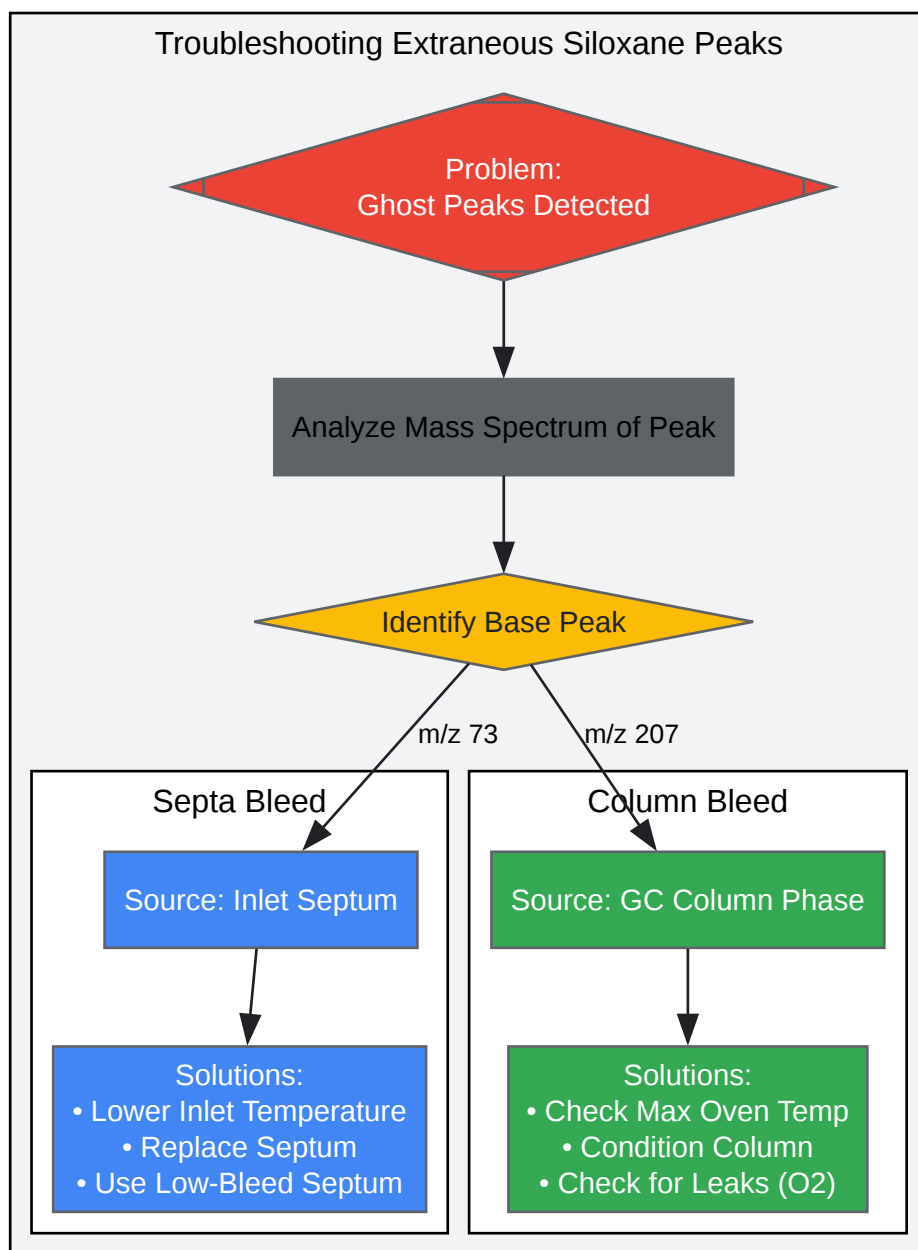 Troubleshooting Extraneous Siloxane Peaks
Problem:
Ghost Peaks Detected
Analyze Mass Spectrum of Peak
Identify Base Peak
m/z 73
m/z 207
Septa Bleed
Source: Inlet Septum
Solutions:
• Lower Inlet Temperature
• Replace Septum
• Use Low-Bleed Septum
Column Bleed
Source: GC Column Phase
Solutions:
• Check Max Oven Temp
• Condition Column
• Check for Leaks (O2)